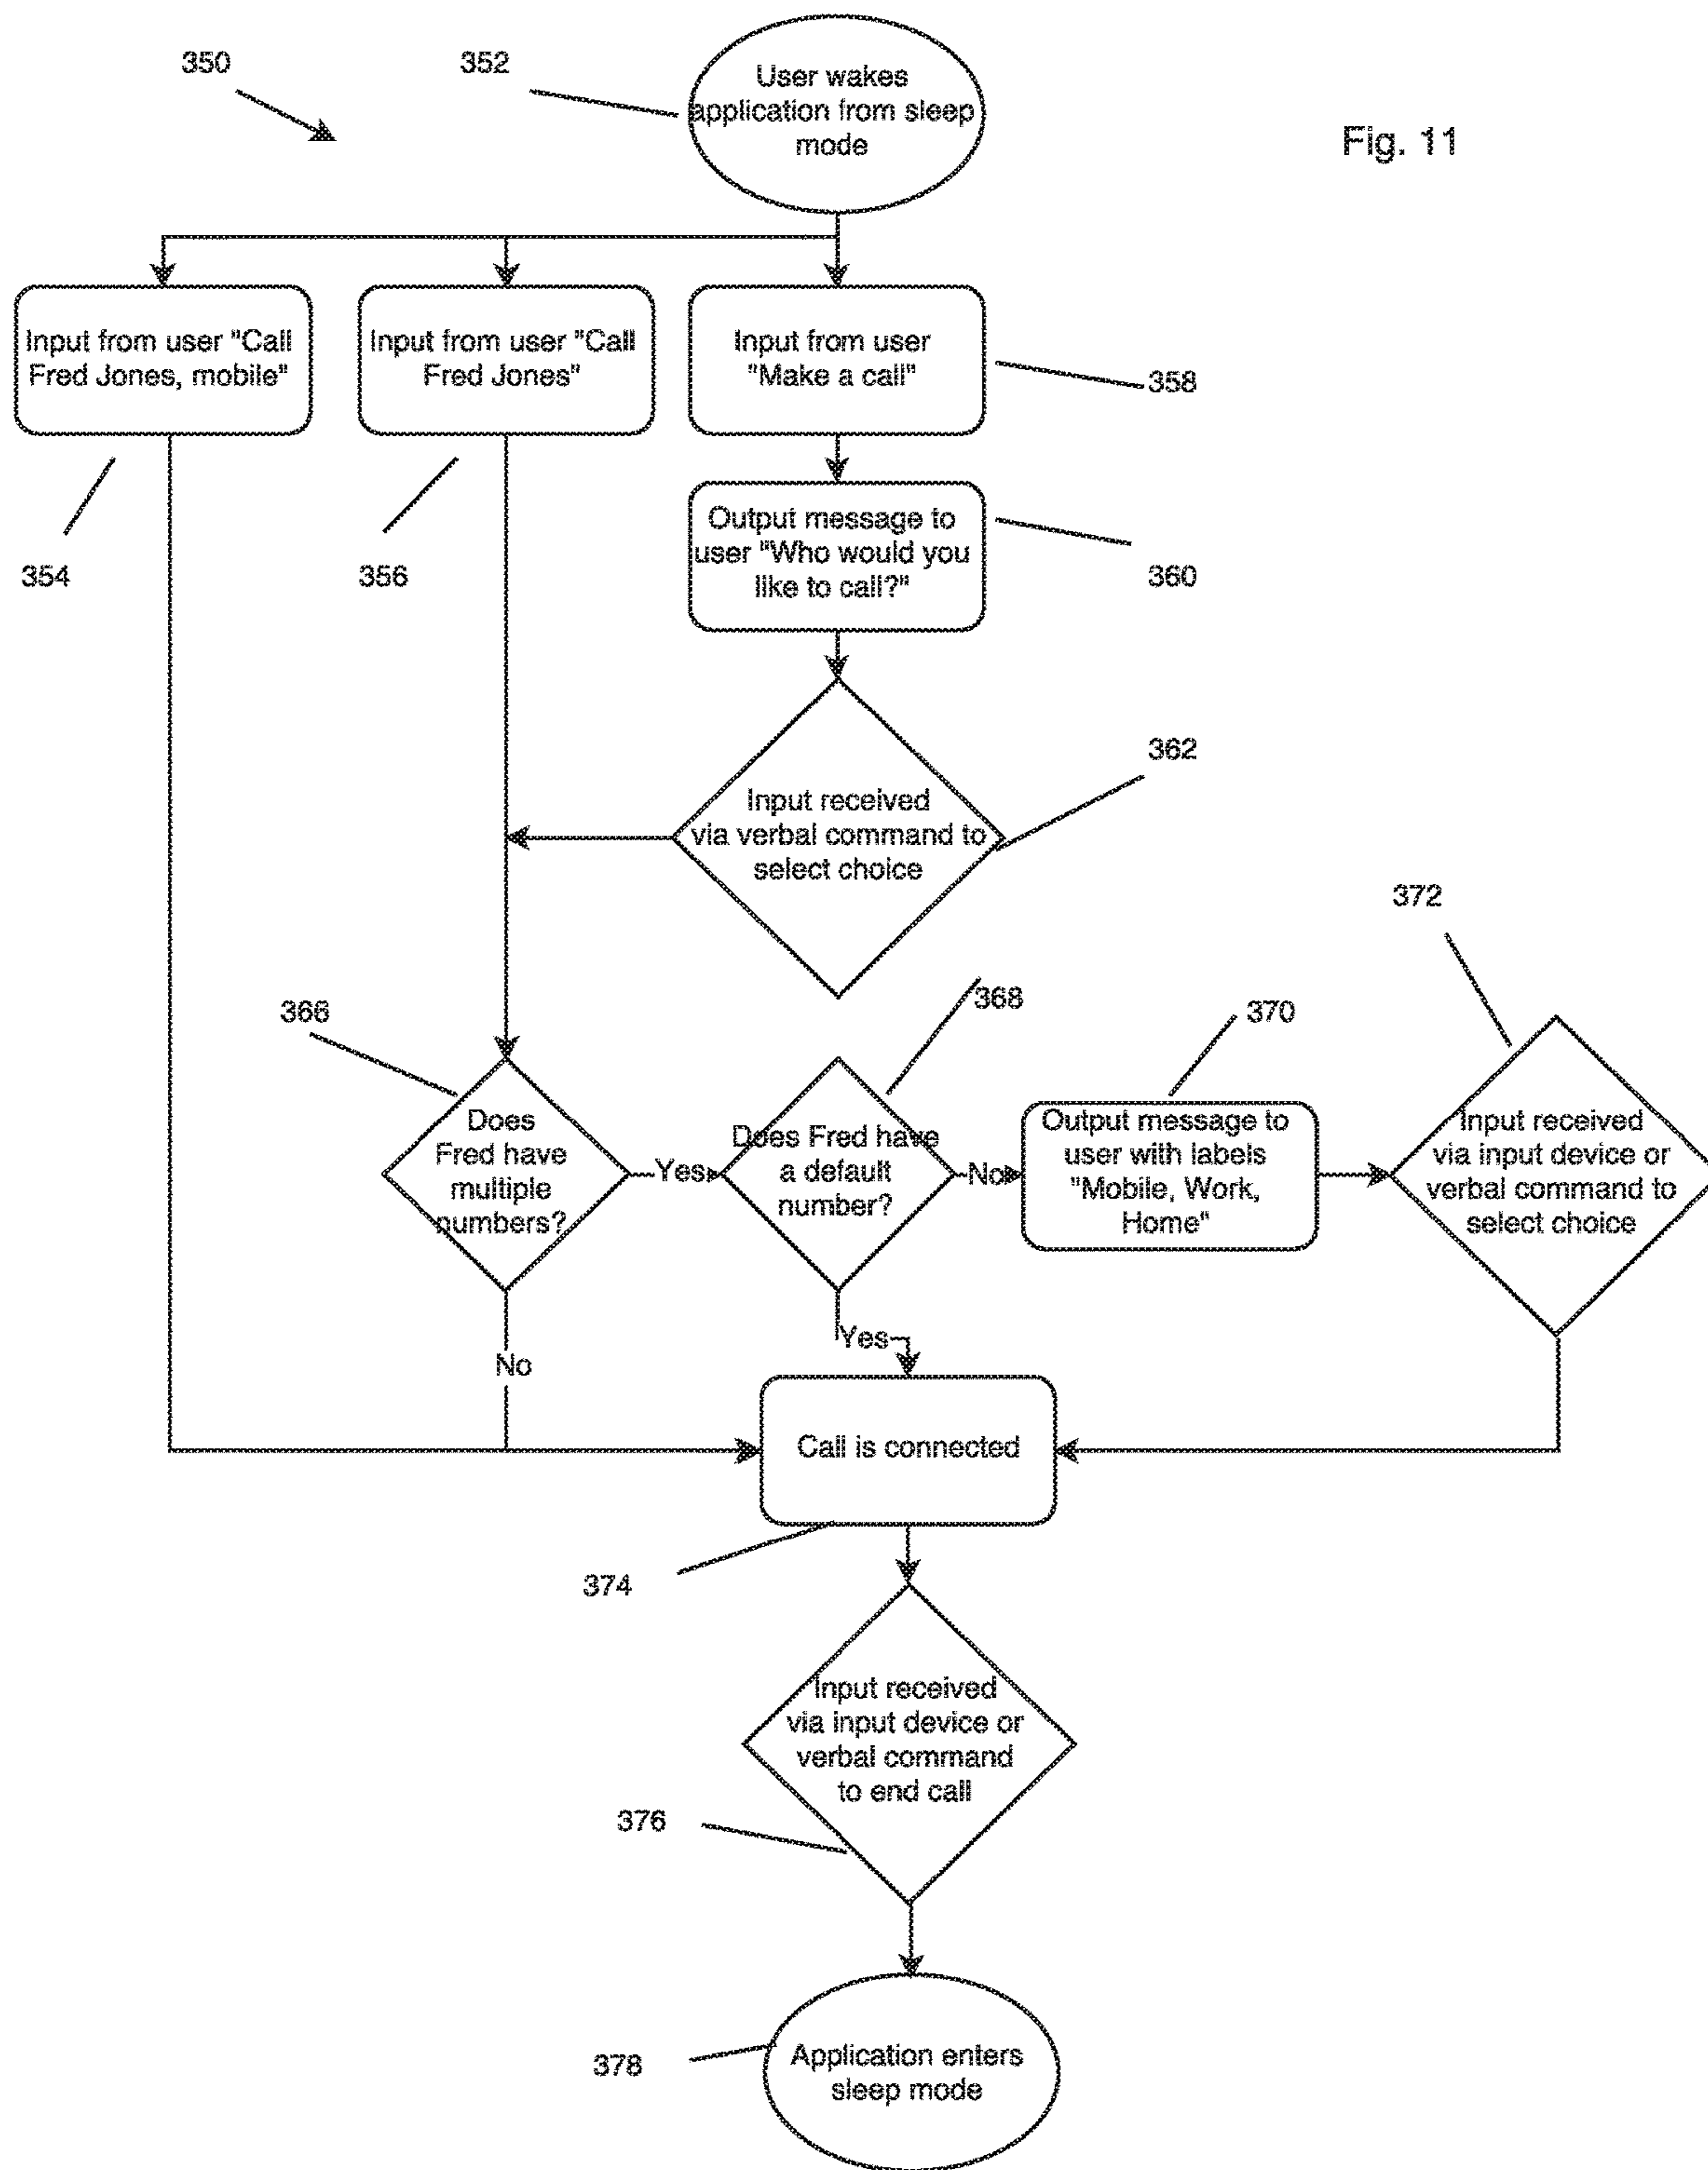 350
352
User wakes
application from sleep
mode
Fig. 11
Input from user "Call
Fred Jones, mobile"
Input from user "Call
Fred Jones"
Input from user
"Make a call"
358
354
356
Output message to
user "Who would you
like to call?"
360
362
Input received
via verbal command to
select choice
372
366
368
370
Does
Fred have
multiple
numbers?
Yes
Does Fred have
a default
number?
No
Output message to
user with labels
"Mobile, Work,
Home"
Input received
via input device or
verbal command to
select choice
No
Yes
Call is connected
374
Input received
via input device or
verbal command
to end call
376
Application enters
sleep mode
378